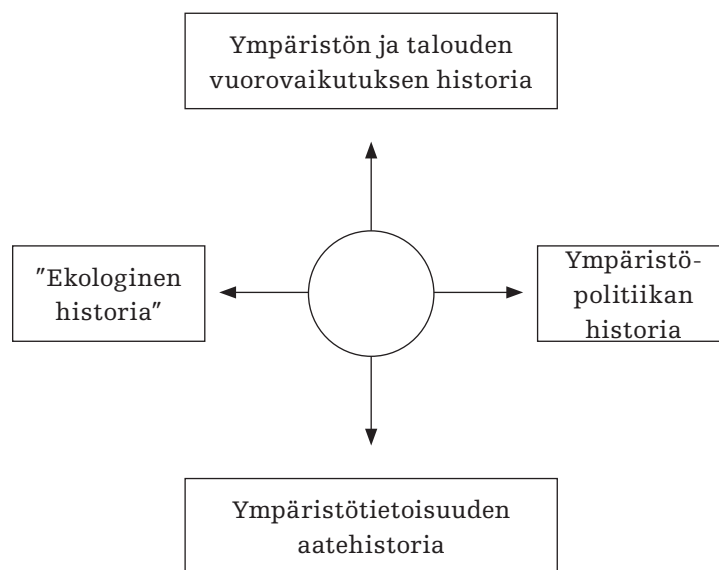 Ympäristön ja talouden
vuorovaikutuksen historia
"Ekologinen
historia"
Ympäristö-
politiikan
historia
Ympäristötietoisuuden
aatehistoria